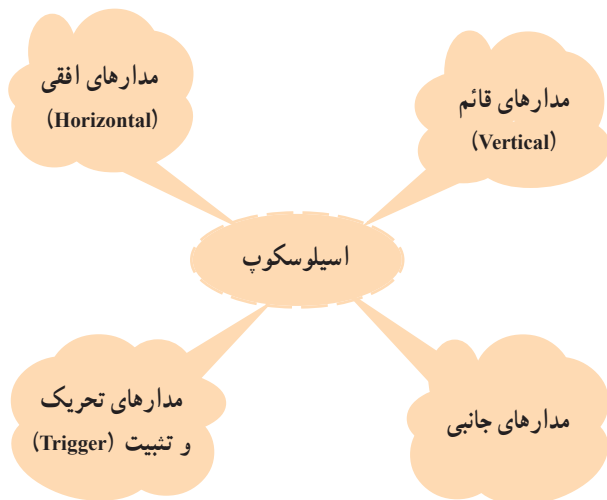 مدارهای قائم
(Vertical)
مدارهای افقی
(Horizontal)
اسیلوسکوپ
مدارهای جانبی
مدارهای تحریک
و تثبیت (Trigger)